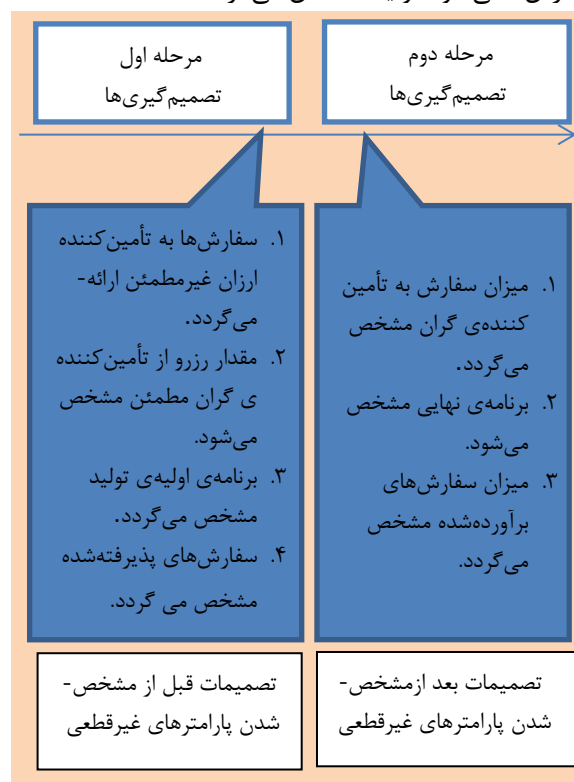 مرحله اول
تصمیم‌گیری‌ها
مرحله دوم
تصمیم‌گیری‌ها
۱. سفارش‌ها به تأمین‌کننده
ارزان غیرمطمئن ارائه-
می‌گردد.
۲. مقدار رزرو از تأمین‌کننده
ی گران مطمئن مشخص
می‌شود.
۳. برنامه‌ی اولیه‌ی تولید
مشخص می‌گردد.
۴. سفارش‌های پذیرفته‌شده
مشخص می گردد.
۱. میزان سفارش به تأمین
کننده‌ی گران مشخص
می‌گردد.
۲. برنامه‌ی نهایی مشخص
می‌شود.
۳. میزان سفارش‌های
برآورده‌شده مشخص
می‌گردد.
تصمیمات قبل از مشخص-
شدن پارامترهای غیرقطعی
تصمیمات بعد ازمشخص-
شدن پارامترهای غیرقطعی